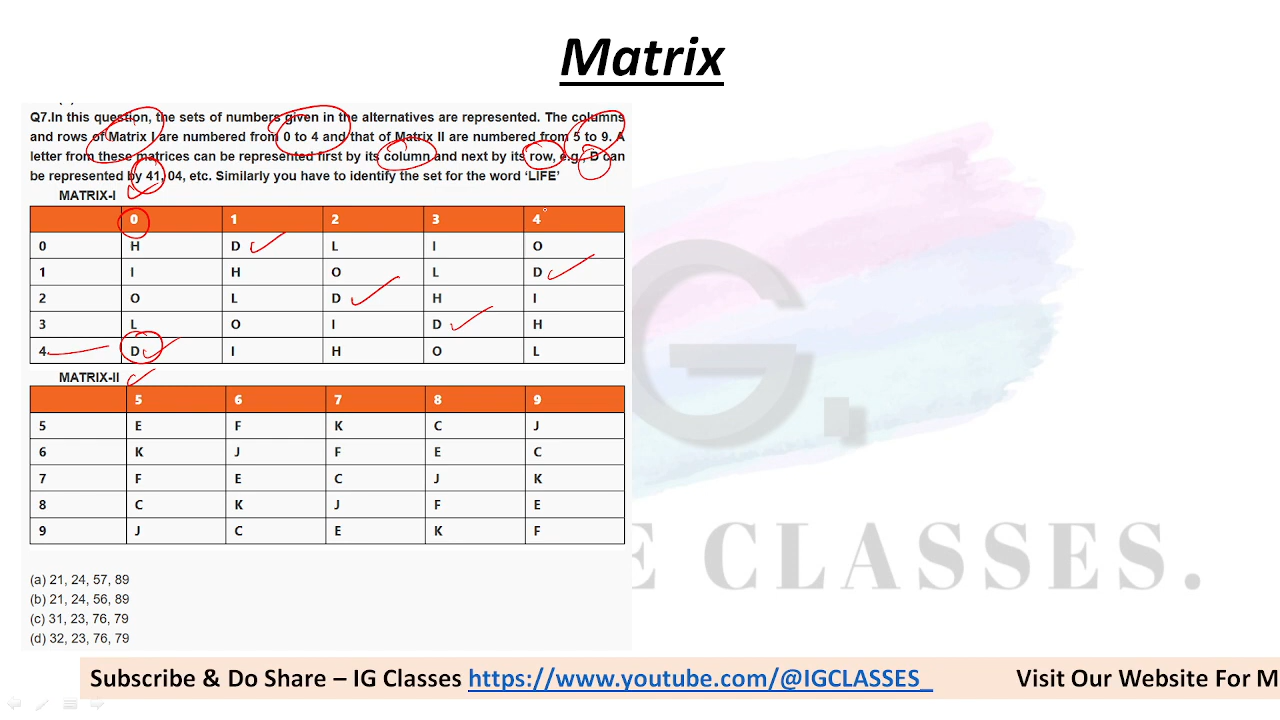 Matrix
Q7.In this question, the sets of numbers given in the alternatives are represented. The columns
and rows of Matrix I are numbered from 0 to 4 and that of Matrix II are numbered from 5 to 9. A
letter from these matrices can be represented first by its column and next by its row, e.g., D can
be represented by 41, 04, etc. Similarly you have to identify the set for the word ‘LIFE’
MATRIX-I
0 1 2 3 4
0 H D L I O
1 I H O L D
2 O L D H I
3 L O I D H
4 D I H O L
MATRIX-II
5 6 7 8 9
5 E F K C J
6 K J F E C
7 F E C J K
8 C K J F E
9 J C E K F
(a) 21, 24, 57, 89
(b) 21, 24, 56, 89
(c) 31, 23, 76, 79
(d) 32, 23, 76, 79
G.
E CLASSES.
Subscribe & Do Share – IG Classes https://www.youtube.com/@IGCLASSES_ Visit Our Website For M